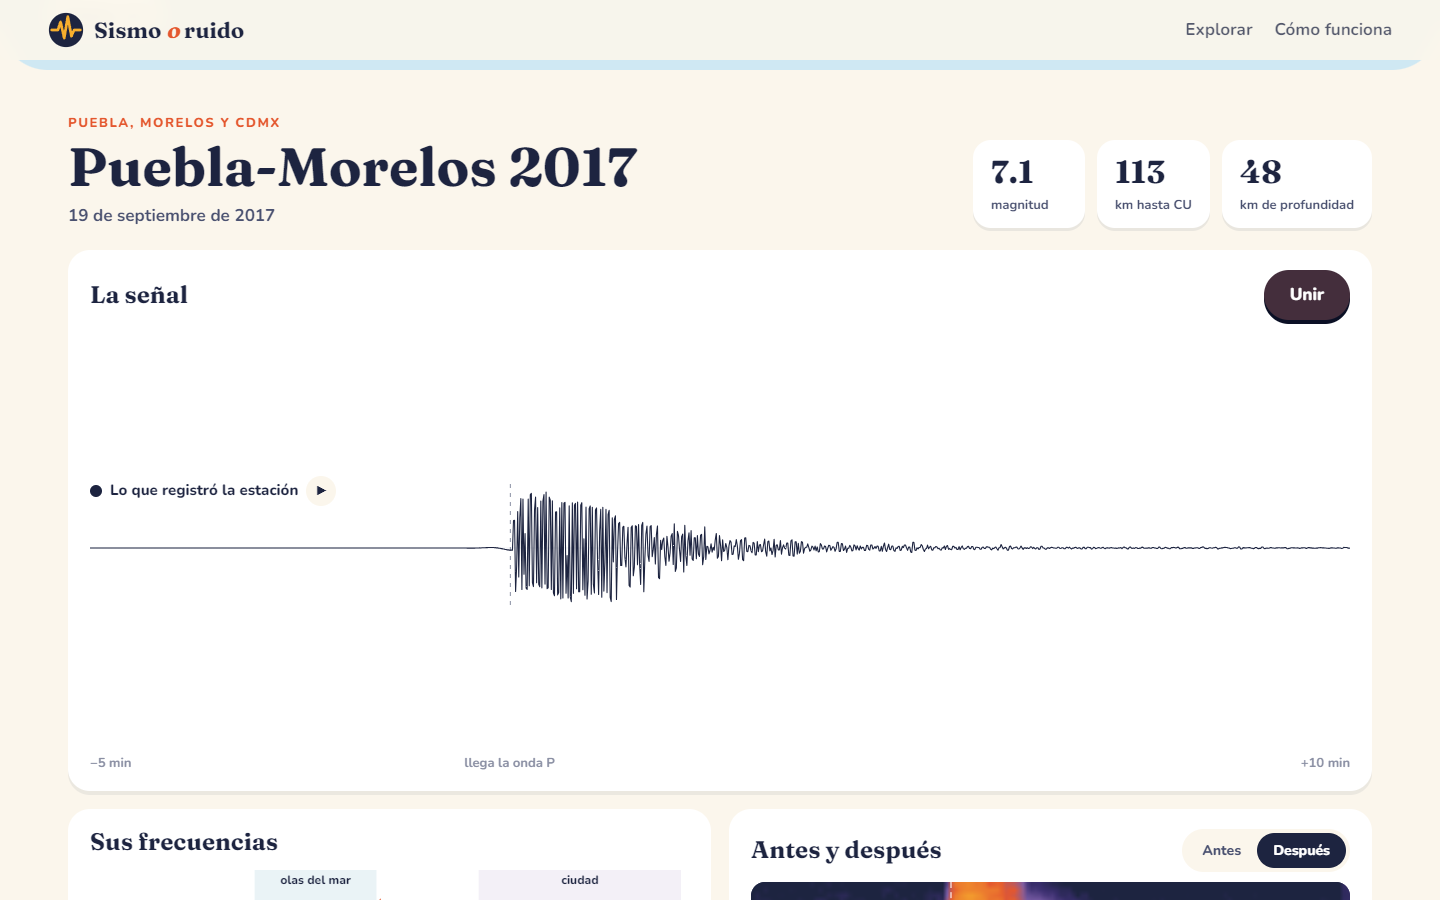 Sismo o ruido
Explorar Cómo funciona
PUEBLA, MORELOS Y CDMX
Puebla-Morelos 2017
19 de septiembre de 2017
7.1
magnitud
113
km hasta CU
48
km de profundidad
La señal
Unir
Lo que registró la estación
−5 min
llega la onda P
+10 min
Sus frecuencias
olas del mar
ciudad
Antes y después
Antes Después